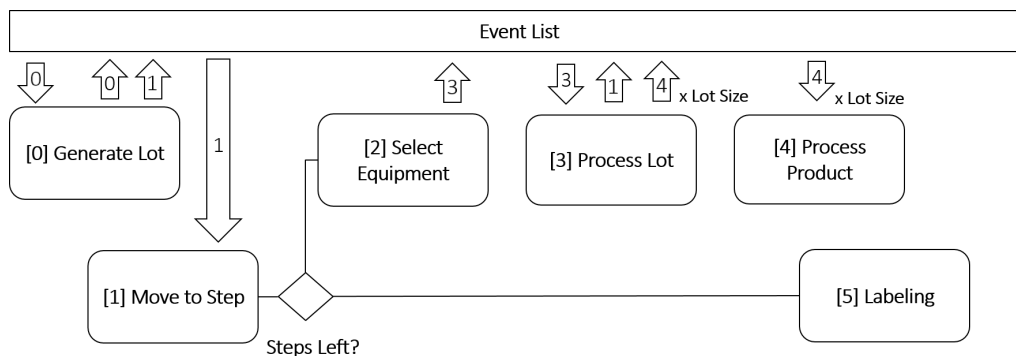 Event List
0
0
1
1
3
3
1
4
x Lot Size
4
x Lot Size
[0] Generate Lot
[2] Select
Equipment
[3] Process Lot
[4] Process
Product
[1] Move to Step
[5] Labeling
Steps Left?